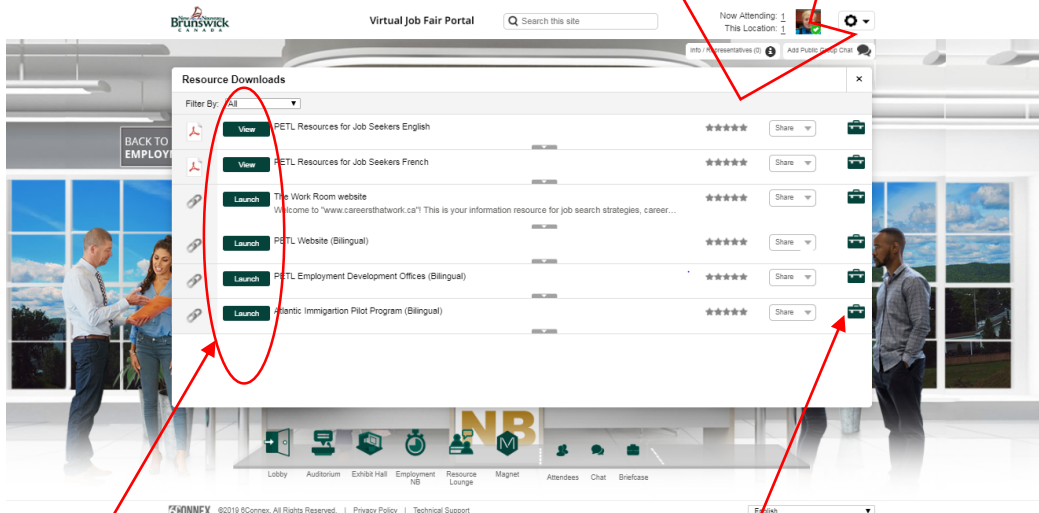 New Nouveau
Brunswick
CANADA
Virtual Job Fair Portal
Search this site
Now Attending: 1
This Location: 1
Info / Representatives (0)
Add Public Group Chat
BACK TO
EMPLOY
Resource Downloads
×
Filter By: All
View PETL Resources for Job Seekers English Share
View PETL Resources for Job Seekers French Share
Launch The Work Room website Share
Welcome to "www.careersthatwork.ca"! This is your information resource for job search strategies, career...
Launch PETL Website (Bilingual) Share
Launch PETL Employment Development Offices (Bilingual) Share
Launch Atlantic Immigartion Pilot Program (Bilingual) Share
NB
M
Lobby
Auditorium
Exhibit Hall
Employment NB
Resource Lounge
Magnet
Attendees
Chat
Briefcase
6CONNEX ©2019 6Connex. All Rights Reserved. | Privacy Policy | Technical Support
English